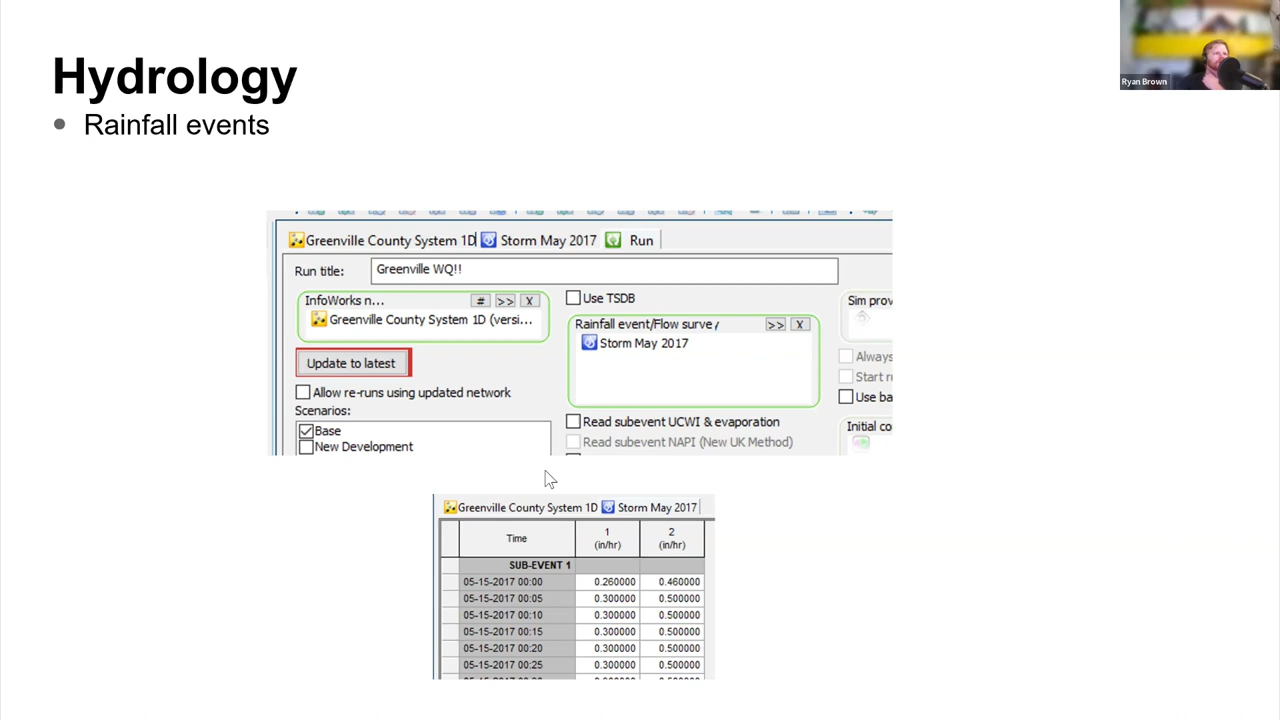 Hydrology
Rainfall events
Ryan Brown
Greenville County System 1D Storm May 2017 Run
Run title: Greenville WQ!!
InfoWorks n... # >> X
Greenville County System 1D (versi...
Update to latest
Allow re-runs using updated network
Scenarios:
Base
New Development
Use TSDB
Rainfall event/Flow survey >> X
Storm May 2017
Read subevent UCWI & evaporation
Read subevent NAPI (New UK Method)
Sim prov
Always
Start ru
Use ba
Initial co
Greenville County System 1D Storm May 2017
Time 1 (in/hr) 2 (in/hr)
SUB-EVENT 1
05-15-2017 00:00 0.260000 0.460000
05-15-2017 00:05 0.300000 0.500000
05-15-2017 00:10 0.300000 0.500000
05-15-2017 00:15 0.300000 0.500000
05-15-2017 00:20 0.300000 0.500000
05-15-2017 00:25 0.300000 0.500000